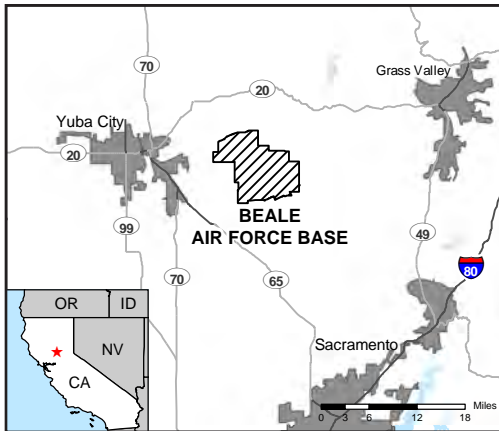 70
Grass Valley
20
Yuba City
20
BEALE
AIR FORCE BASE
99
49
70
80
65
OR
ID
NV
CA
Sacramento
Miles
0 3 6 12 18